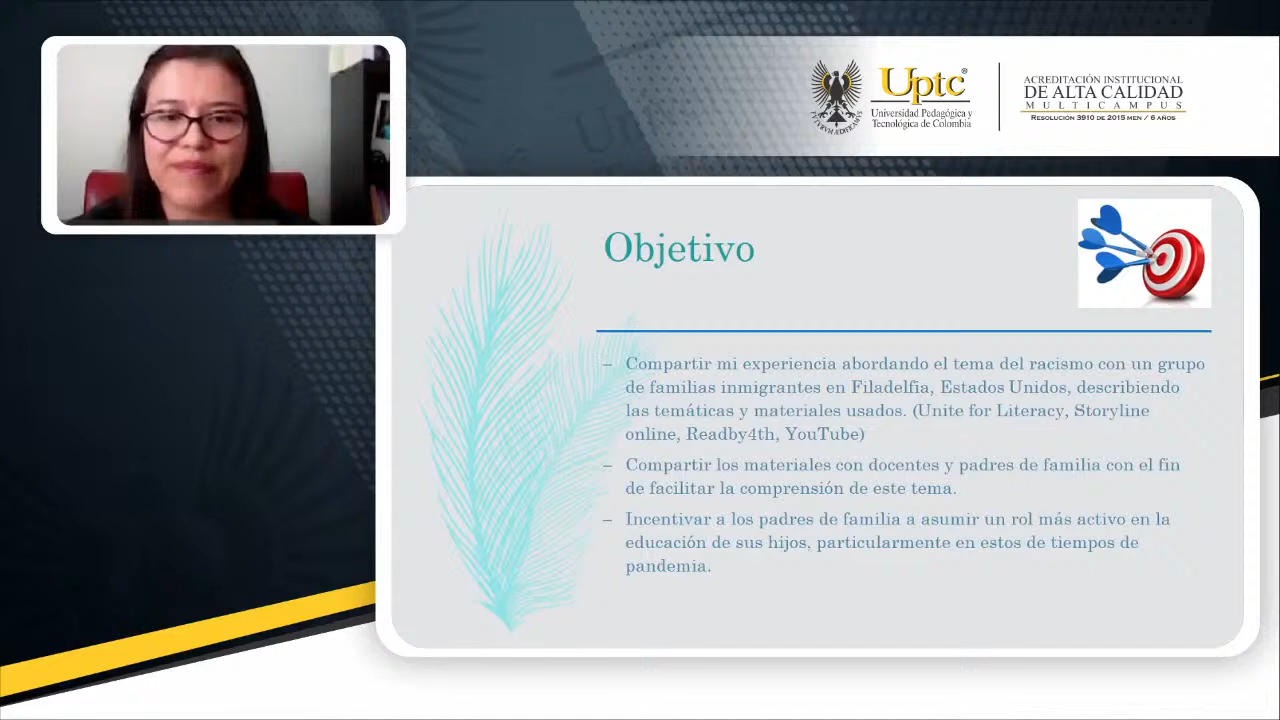 Uptc®
Universidad Pedagógica y
Tecnológica de Colombia
ACREDITACIÓN INSTITUCIONAL
DE ALTA CALIDAD
MULTICAMPUS
RESOLUCIÓN 3910 DE 2015 MEN / 6 AÑOS
Objetivo
– Compartir mi experiencia abordando el tema del racismo con un grupo
de familias inmigrantes en Filadelfia, Estados Unidos, describiendo
las temáticas y materiales usados. (Unite for Literacy, Storyline
online, Readby4th, YouTube)
– Compartir los materiales con docentes y padres de familia con el fin
de facilitar la comprensión de este tema.
– Incentivar a los padres de familia a asumir un rol más activo en la
educación de sus hijos, particularmente en estos de tiempos de
pandemia.